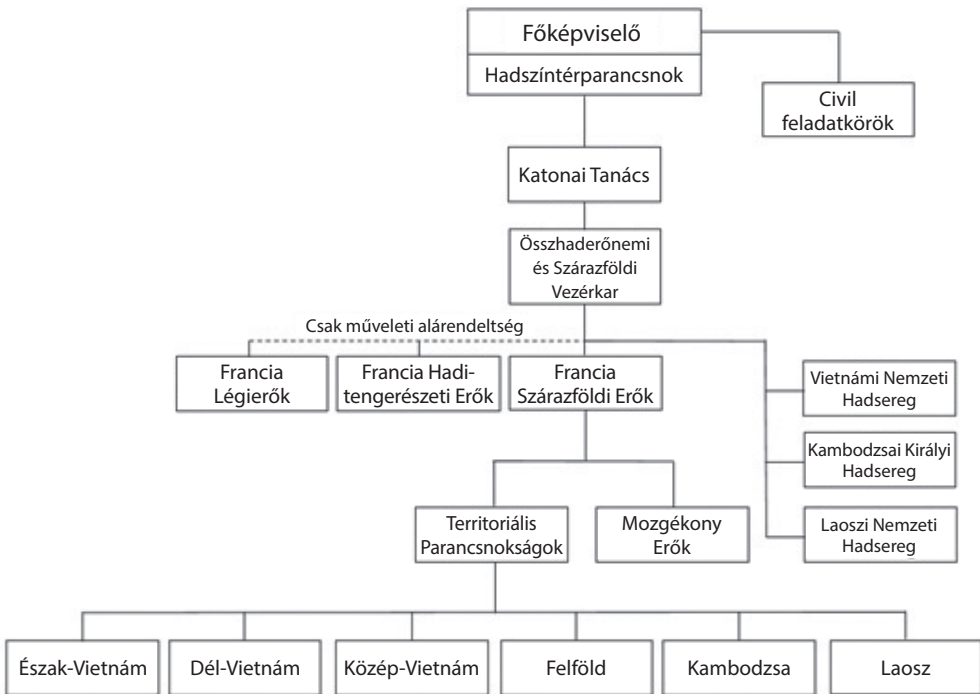 Főképviselő
Hadszíntérparancsnok
Civil
feladatkörök
Katonai Tanács
Összhaderőnemi
és Szárazföldi
Vezérkar
Csak műveleti alárendeltség
Francia
Légierők
Francia Hadi-
tengerészeti Erők
Francia
Szárazföldi Erők
Vietnámi Nemzeti
Hadsereg
Kambodzsai Királyi
Hadsereg
Laoszi Nemzeti
Hadsereg
Territoriális
Parancsnokságok
Mozgékony
Erők
Észak-Vietnám
Dél-Vietnám
Közép-Vietnám
Felföld
Kambodzsa
Laosz